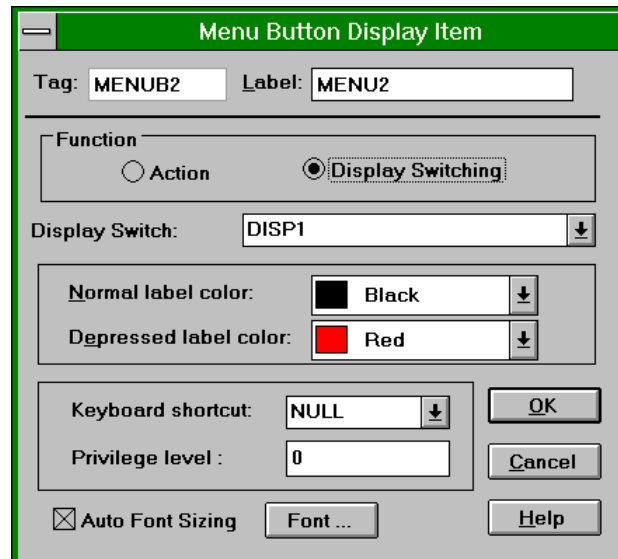 Menu Button Display Item
Tag: MENUB2 Label: MENU2
Function
Action Display Switching
Display Switch: DISP1
Normal label color: Black
Depressed label color: Red
Keyboard shortcut: NULL OK
Privilege level : 0 Cancel
Auto Font Sizing Font ... Help